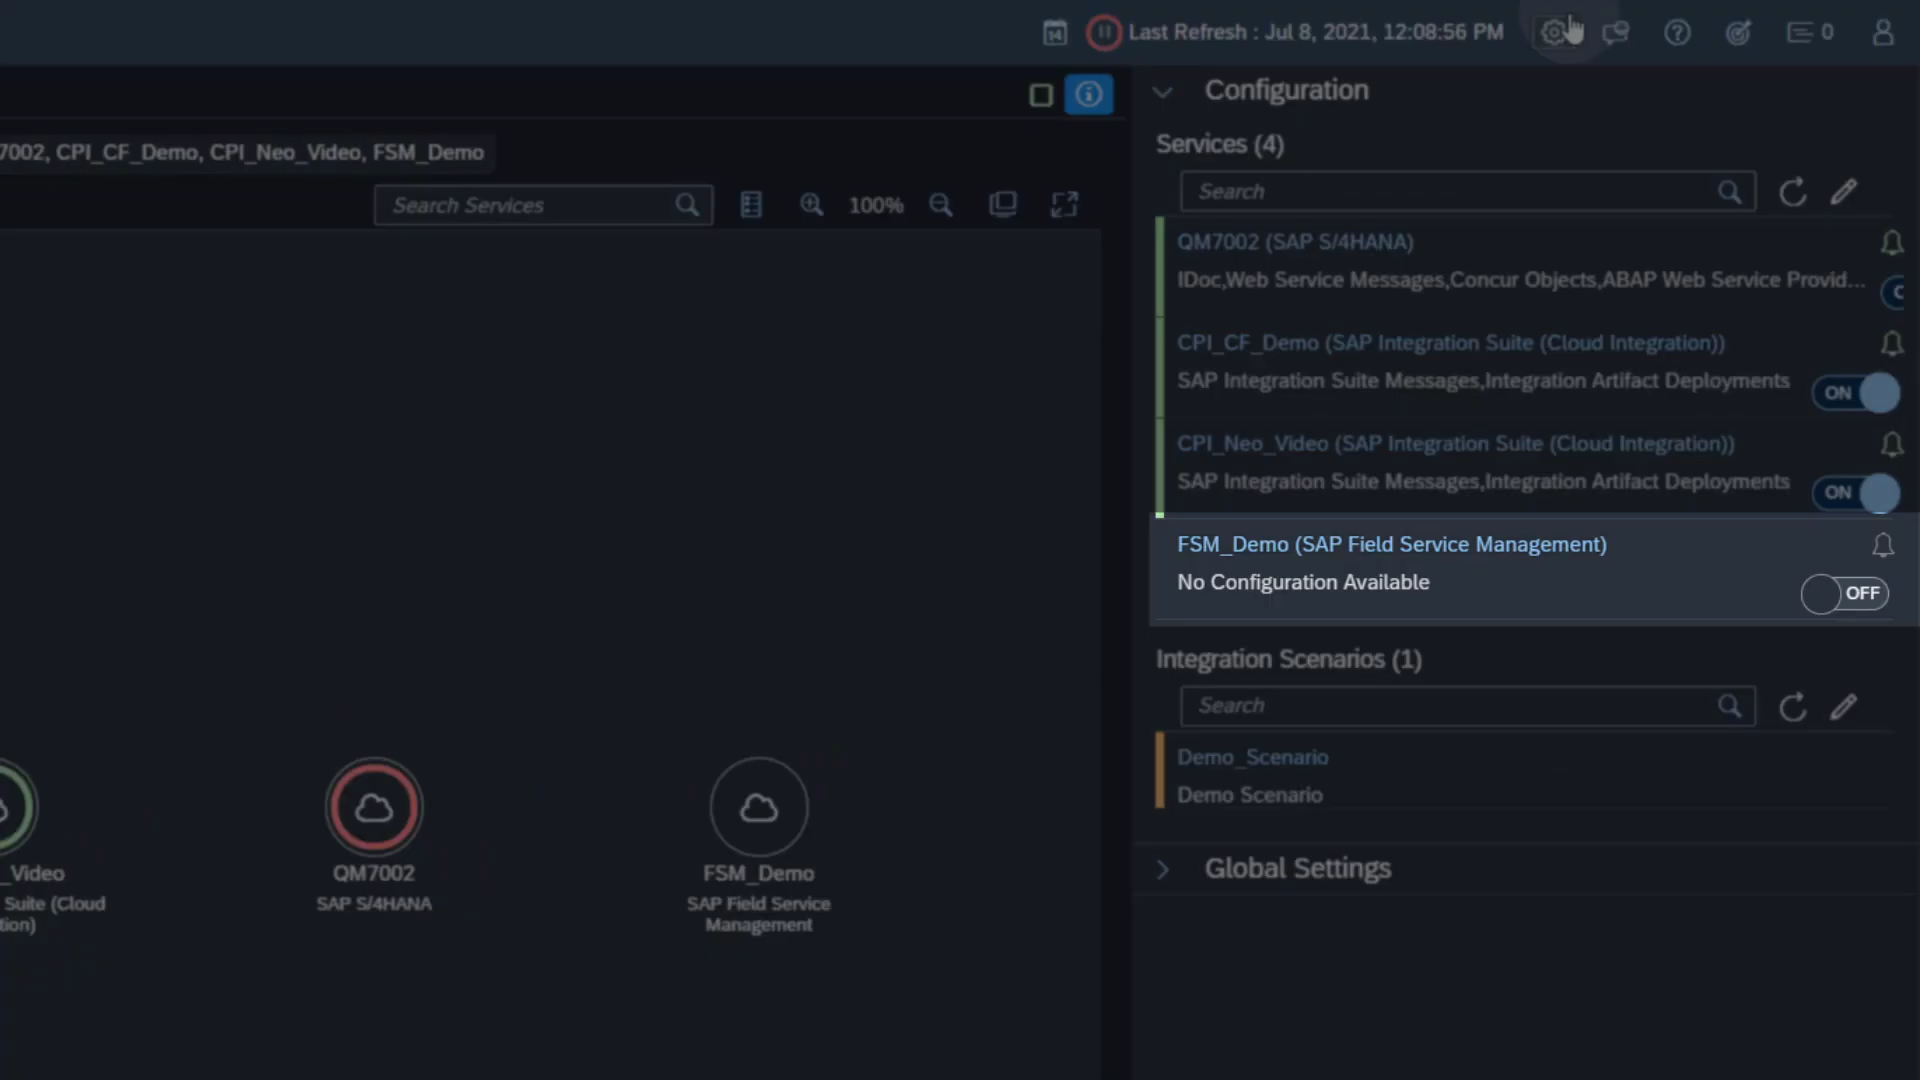 14
Last Refresh : Jul 8, 2021, 12:08:56 PM
0
7002, CPI_CF_Demo, CPI_Neo_Video, FSM_Demo
Search Services
100%
_Video
Suite (Cloud
tion)
QM7002
SAP S/4HANA
FSM_Demo
SAP Field Service
Management
Configuration
Services (4)
Search
QM7002 (SAP S/4HANA)
IDoc,Web Service Messages,Concur Objects,ABAP Web Service Provid...
CPI_CF_Demo (SAP Integration Suite (Cloud Integration))
SAP Integration Suite Messages,Integration Artifact Deployments
ON
CPI_Neo_Video (SAP Integration Suite (Cloud Integration))
SAP Integration Suite Messages,Integration Artifact Deployments
ON
FSM_Demo (SAP Field Service Management)
No Configuration Available
OFF
Integration Scenarios (1)
Search
Demo_Scenario
Demo Scenario
Global Settings